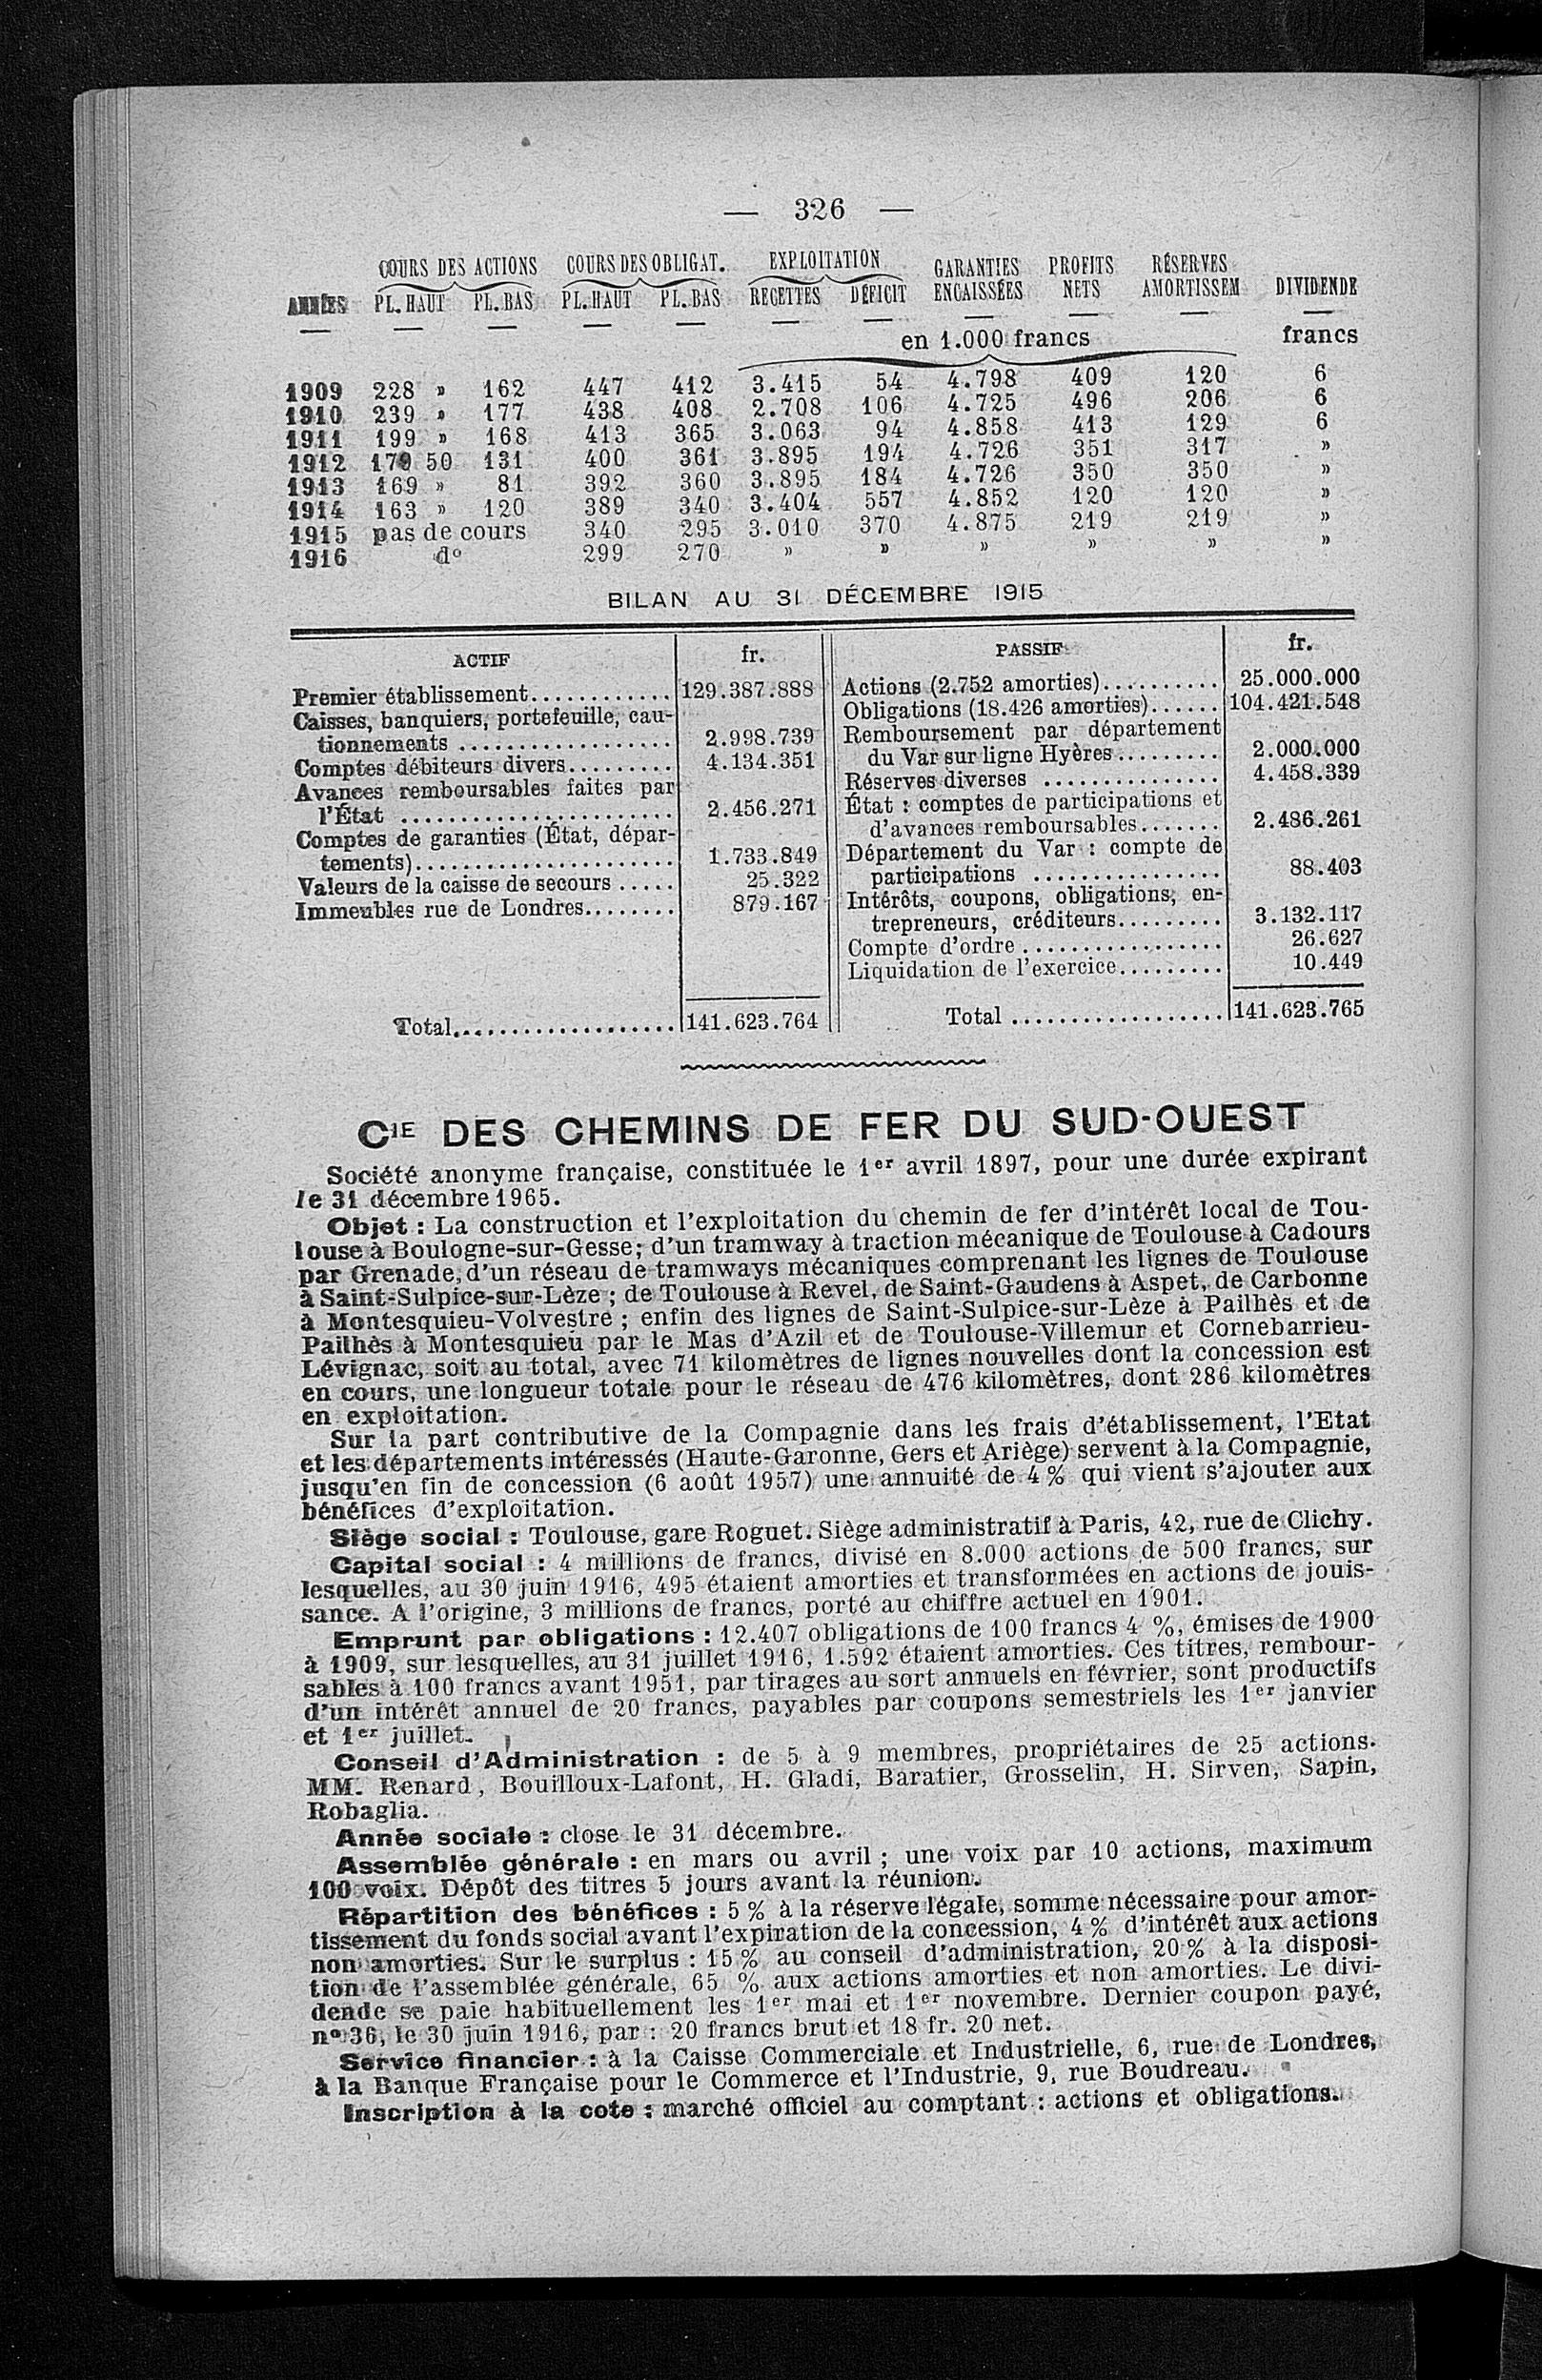 — 326 —
COURS DES ACTIONS COURS DES OBLIGAT. EXPLOITATION GARANTIES PROFITS RÉSERVES
ANNÉES PL. HAUT PL. BAS PL. HAUT PL. BAS RECETTES DÉFICIT ENCAISSÉES NETS AMORTISSEM DIVIDENDE
en 1.000 francs francs
1909 228 » 162 447 412 3.415 54 4.798 409 120 6
1910 239 » 177 438 408 2.708 106 4.725 496 206 6
1911 199 » 168 413 365 3.063 94 4.858 413 129 6
1912 179 50 131 400 361 3.895 194 4.726 351 317 »
1913 169 » 81 392 360 3.895 184 4.726 350 350 »
1914 163 » 120 389 340 3.404 557 4.852 120 120 »
1915 pas de cours 340 295 3.010 370 4.875 219 219 »
1916 d° 299 270 » » » » » »
BILAN AU 31 DÉCEMBRE 1915
ACTIF fr.
Premier établissement............ 129.387.888
Caisses, banquiers, portefeuille, cau-
tionnements .................. 2.998.739
Comptes débiteurs divers......... 4.134.351
Avances remboursables faites par
l'État ....................... 2.456.271
Comptes de garanties (État, dépar-
tements)...................... 1.733.849
Valeurs de la caisse de secours ..... 25.322
Immeubles rue de Londres........ 879.167
Total................... 141.623.764
PASSIF fr.
Actions (2.752 amorties).......... 25.000.000
Obligations (18.426 amorties)...... 104.421.548
Remboursement par département
du Var sur ligne Hyères......... 2.000.000
Réserves diverses ............... 4.458.339
État : comptes de participations et
d'avances remboursables....... 2.486.261
Département du Var : compte de
participations ................ 88.403
Intérêts, coupons, obligations, en-
trepreneurs, créditeurs......... 3.132.117
Compte d'ordre ................. 26.627
Liquidation de l'exercice......... 10.449
Total .................. 141.623.765
CIE DES CHEMINS DE FER DU SUD-OUEST
Société anonyme française, constituée le 1er avril 1897, pour une durée expirant
le 31 décembre 1965.
Objet : La construction et l'exploitation du chemin de fer d'intérêt local de Tou-
louse à Boulogne-sur-Gesse; d'un tramway à traction mécanique de Toulouse à Cadours
par Grenade, d'un réseau de tramways mécaniques comprenant les lignes de Toulouse
à Saint-Sulpice-sur-Lèze ; de Toulouse à Revel, de Saint-Gaudens à Aspet, de Carbonne
à Montesquieu-Volvestre ; enfin des lignes de Saint-Sulpice-sur-Lèze à Pailhès et de
Pailhès à Montesquieu par le Mas d'Azil et de Toulouse-Villemur et Cornebarrieu-
Lévignac, soit au total, avec 71 kilomètres de lignes nouvelles dont la concession est
en cours, une longueur totale pour le réseau de 476 kilomètres, dont 286 kilomètres
en exploitation.
Sur la part contributive de la Compagnie dans les frais d'établissement, l'Etat
et les départements intéressés (Haute-Garonne, Gers et Ariège) servent à la Compagnie,
jusqu'en fin de concession (6 août 1957) une annuité de 4 % qui vient s'ajouter aux
bénéfices d'exploitation.
Siège social : Toulouse, gare Roguet. Siège administratif à Paris, 42, rue de Clichy.
Capital social : 4 millions de francs, divisé en 8.000 actions de 500 francs, sur
lesquelles, au 30 juin 1916, 495 étaient amorties et transformées en actions de jouis-
sance. A l'origine, 3 millions de francs, porté au chiffre actuel en 1901.
Emprunt par obligations : 12.407 obligations de 100 francs 4 %, émises de 1900
à 1909, sur lesquelles, au 31 juillet 1916, 1.592 étaient amorties. Ces titres, rembour-
sables à 100 francs avant 1951, par tirages au sort annuels en février, sont productifs
d'un intérêt annuel de 20 francs, payables par coupons semestriels les 1er janvier
et 1er juillet.
Conseil d'Administration : de 5 à 9 membres, propriétaires de 25 actions.
MM. Renard, Bouilloux-Lafont, H. Gladi, Baratier, Grosselin, H. Sirven, Sapin,
Robaglia.
Année sociale : close le 31 décembre.
Assemblée générale : en mars ou avril ; une voix par 10 actions, maximum
100 voix. Dépôt des titres 5 jours avant la réunion.
Répartition des bénéfices : 5 % à la réserve légale, somme nécessaire pour amor-
tissement du fonds social avant l'expiration de la concession, 4 % d'intérêt aux actions
non amorties. Sur le surplus : 15 % au conseil d'administration, 20 % à la disposi-
tion de l'assemblée générale, 65 % aux actions amorties et non amorties. Le divi-
dende se paie habituellement les 1er mai et 1er novembre. Dernier coupon payé,
n° 36, le 30 juin 1916, par : 20 francs brut et 18 fr. 20 net.
Service financier : à la Caisse Commerciale et Industrielle, 6, rue de Londres,
à la Banque Française pour le Commerce et l'Industrie, 9, rue Boudreau.
Inscription à la cote : marché officiel au comptant : actions et obligations.